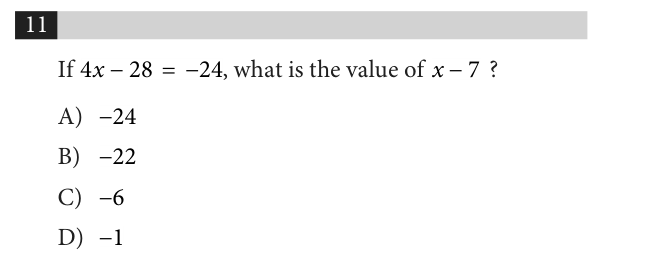 11
If 4x – 28 = –24, what is the value of x – 7 ?
A) –24
B) –22
C) –6
D) –1